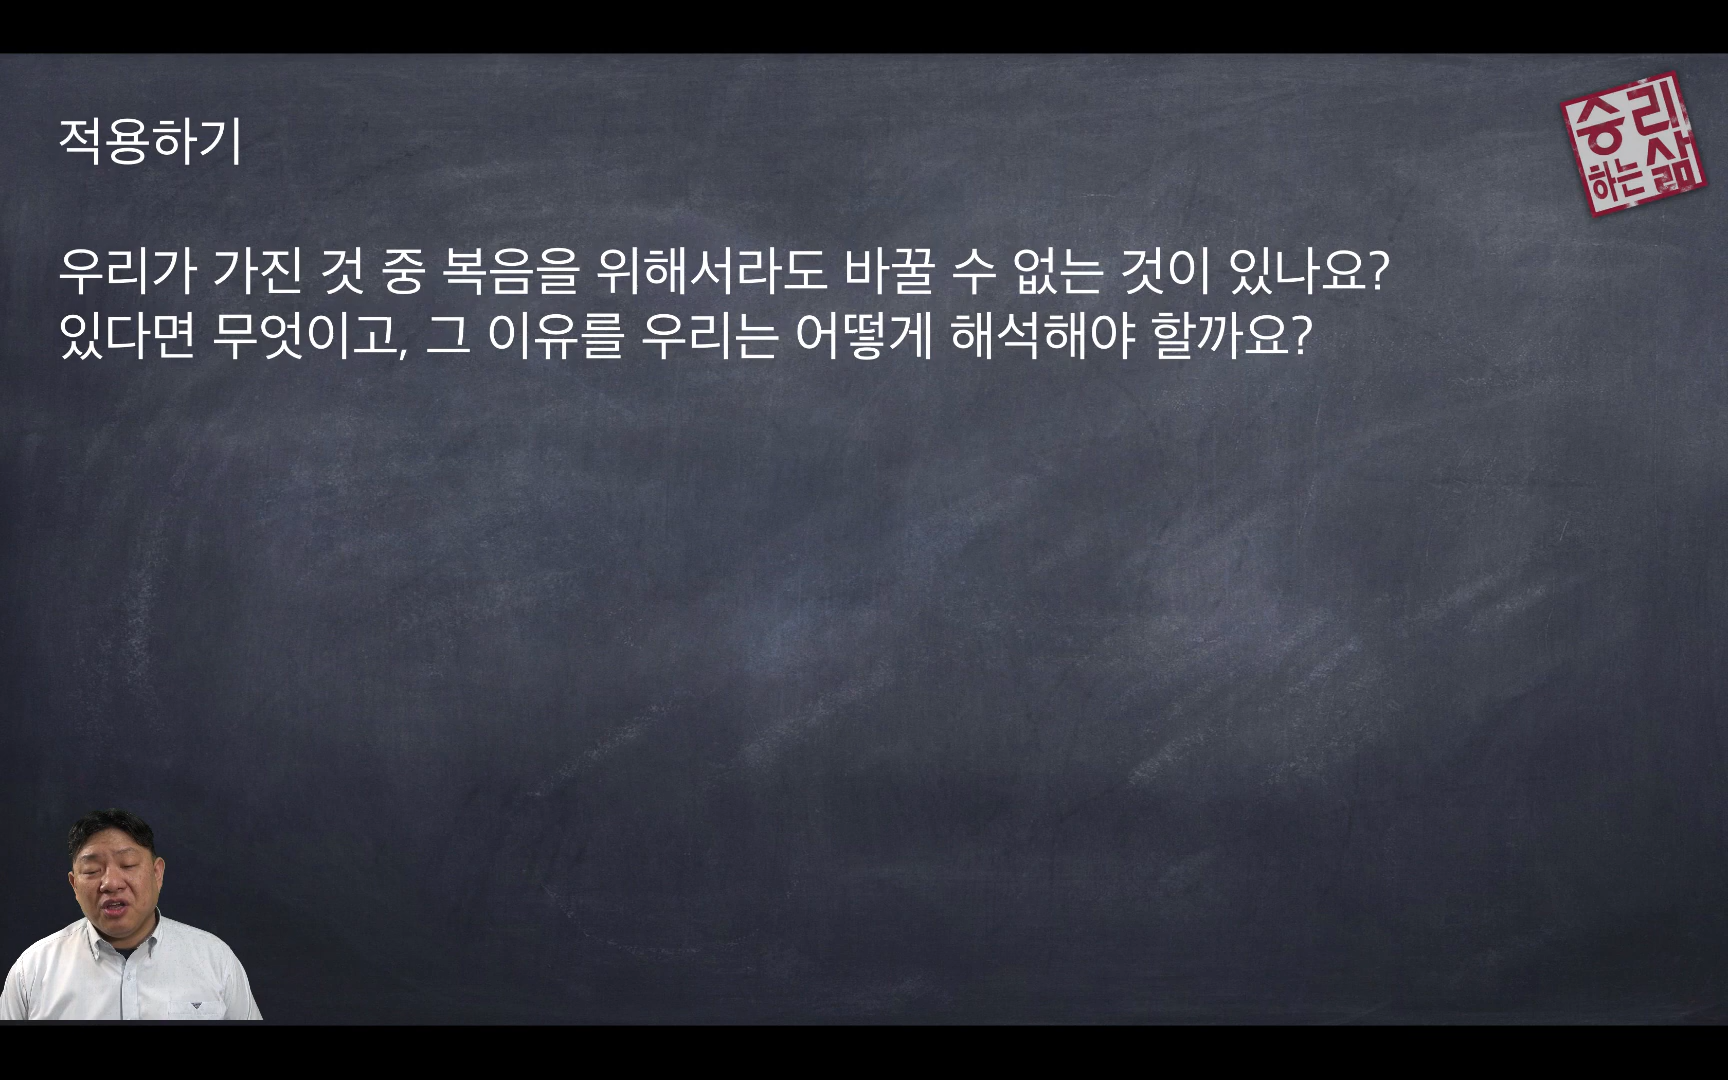 적용하기
승리
하는 삶
우리가 가진 것 중 복음을 위해서라도 바꿀 수 없는 것이 있나요?
있다면 무엇이고, 그 이유를 우리는 어떻게 해석해야 할까요?